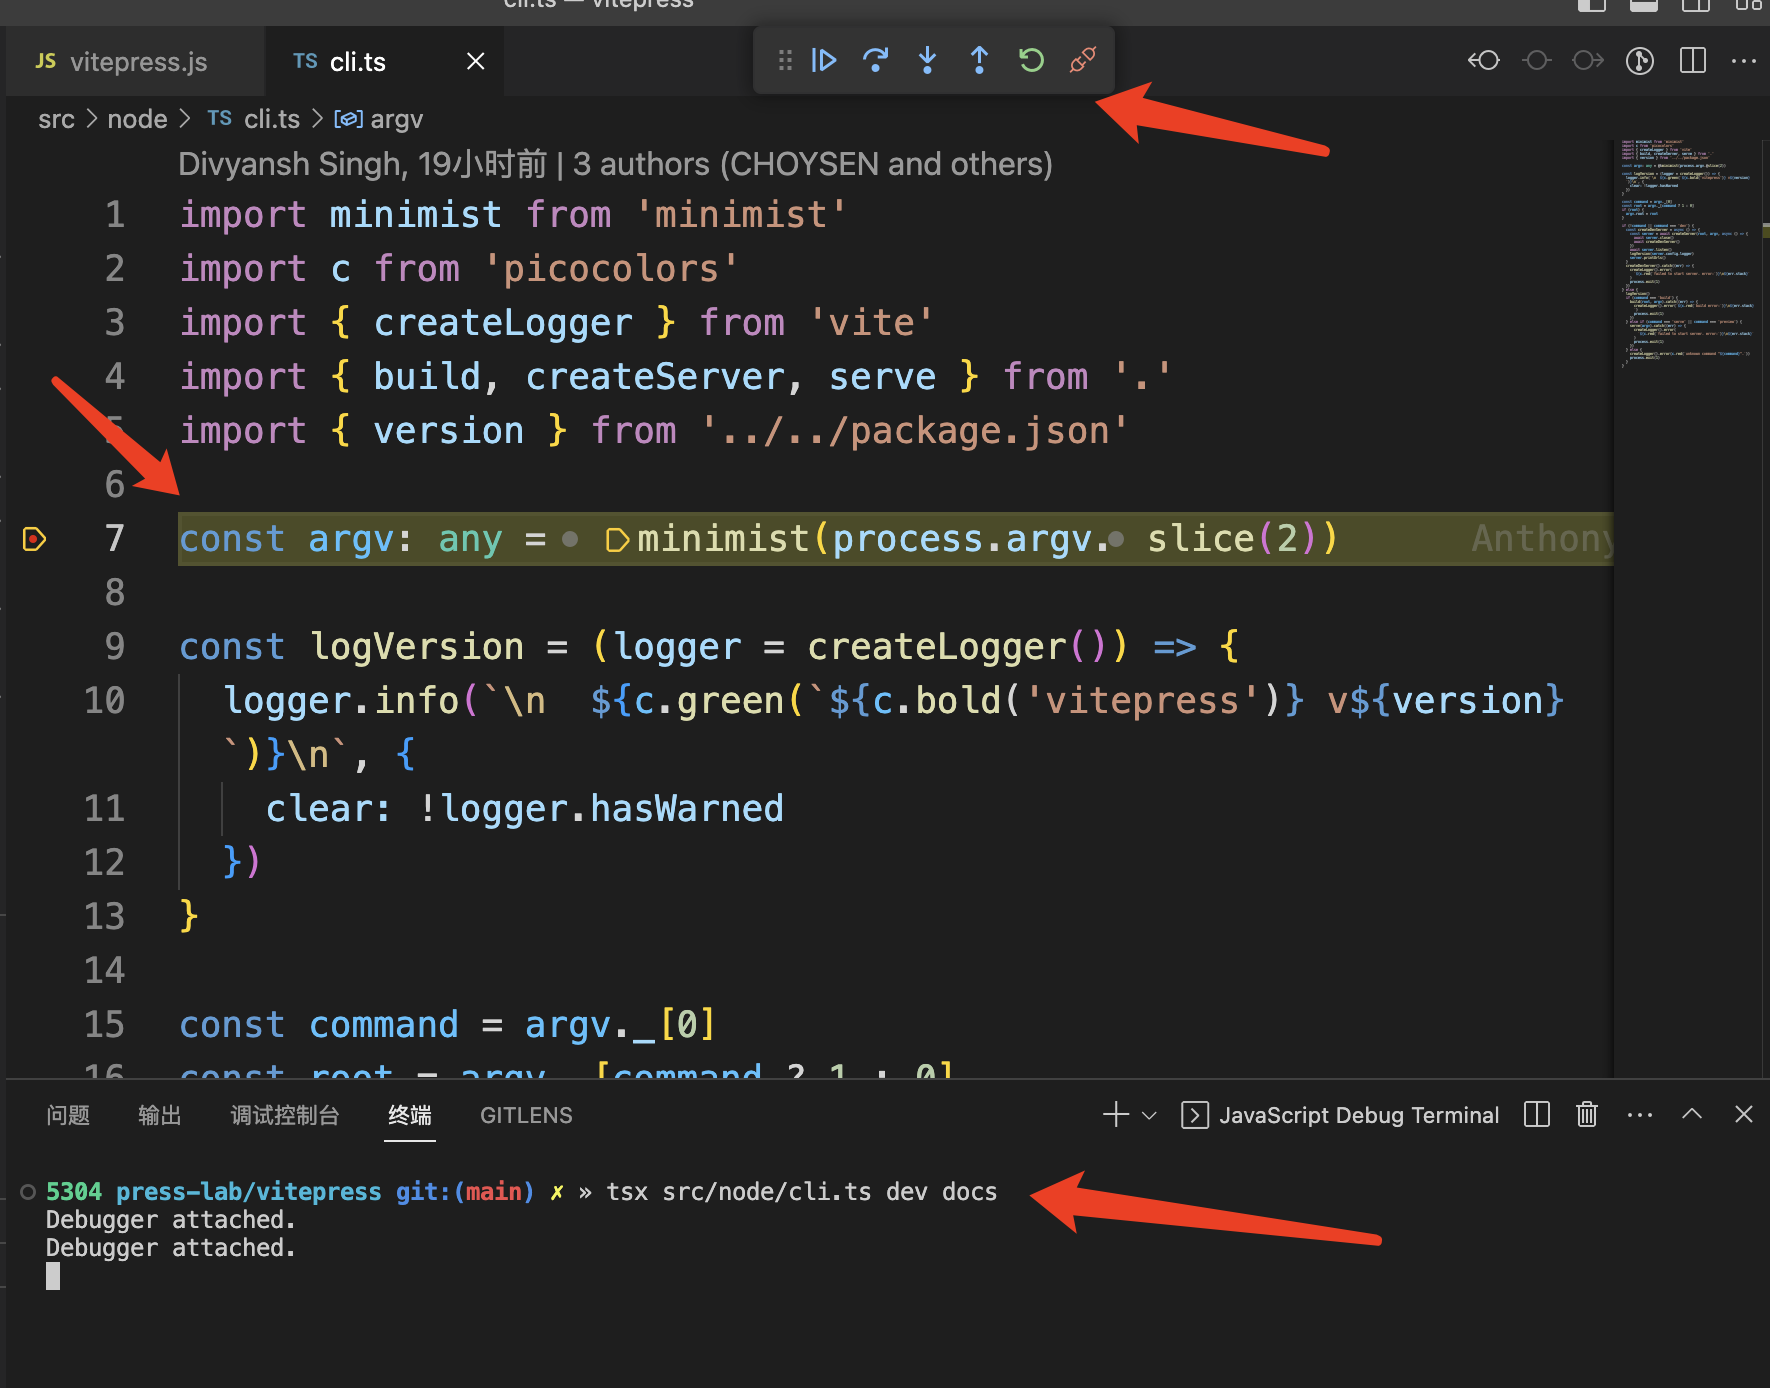 cli.ts — vitepress
JS vitepress.js
TS cli.ts
src > node > TS cli.ts > argv
Divyansh Singh, 19小时前 | 3 authors (CHOYSEN and others)
1 import minimist from 'minimist'
2 import c from 'picocolors'
3 import { createLogger } from 'vite'
4 import { build, createServer, serve } from '.'
5 import { version } from '../../package.json'
6
7 const argv: any = minimist(process.argv. slice(2)) Anthony
8
9 const logVersion = (logger = createLogger()) => {
10 logger.info(`\n  ${c.green(`${c.bold('vitepress')} v${version}
`)}\n`, {
11 clear: !logger.hasWarned
12 })
13 }
14
15 const command = argv._[0]
16 const root = argv._[command ? 1 : 0]
问题 输出 调试控制台 终端 GITLENS JavaScript Debug Terminal
5304 press-lab/vitepress git:(main) ✗ » tsx src/node/cli.ts dev docs
Debugger attached.
Debugger attached.